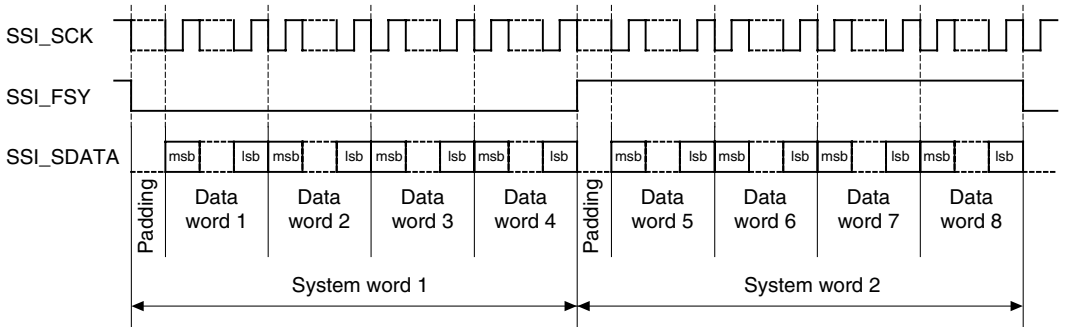 SSI_SCK
SSI_FSY
SSI_SDATA
msb lsb msb lsb msb lsb msb lsb msb lsb msb lsb msb lsb msb lsb
Padding
Data
word 1
Data
word 2
Data
word 3
Data
word 4
Padding
Data
word 5
Data
word 6
Data
word 7
Data
word 8
System word 1
System word 2